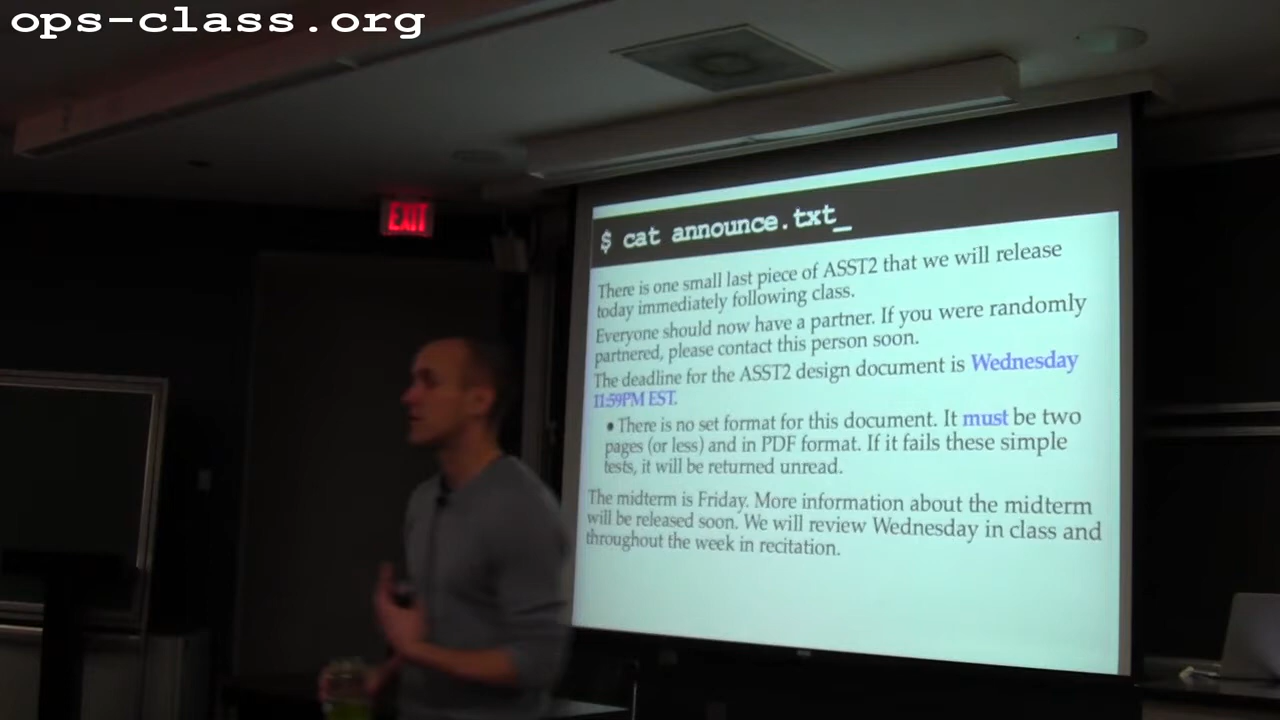 ops-class.org
EXIT
$ cat announce.txt_
There is one small last piece of ASST2 that we will release
today immediately following class.
Everyone should now have a partner. If you were randomly
partnered, please contact this person soon.
The deadline for the ASST2 design document is Wednesday
11:59PM EST.
• There is no set format for this document. It must be two
pages (or less) and in PDF format. If it fails these simple
tests, it will be returned unread.
The midterm is Friday. More information about the midterm
will be released soon. We will review Wednesday in class and
throughout the week in recitation.